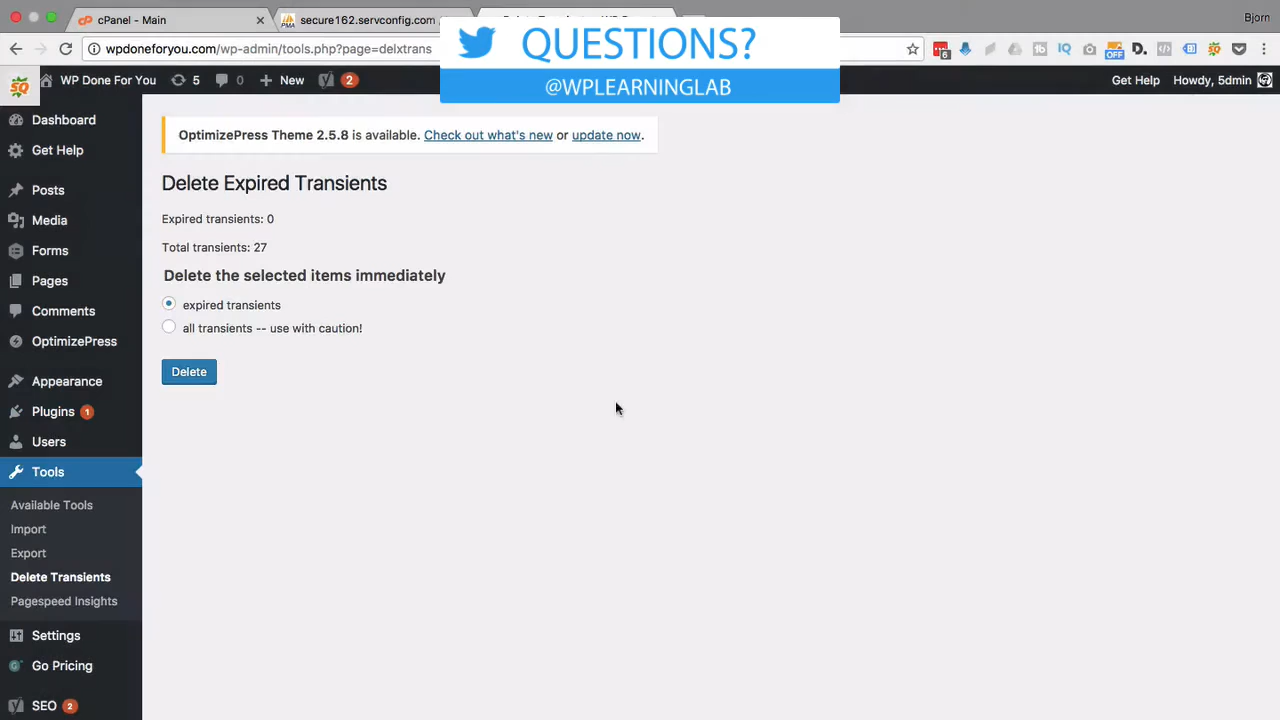 cPanel - Main
secure162.servconfig.com
Bjorn
wpdoneforyou.com/wp-admin/tools.php?page=delxtrans
QUESTIONS?
@WPLEARNINGLAB
WP Done For You
5
0
New
2
Get Help
Howdy, 5dmin
Dashboard
Get Help
Posts
Media
Forms
Pages
Comments
OptimizePress
Appearance
Plugins 1
Users
Tools
Available Tools
Import
Export
Delete Transients
Pagespeed Insights
Settings
Go Pricing
SEO 2
OptimizePress Theme 2.5.8 is available. Check out what's new or update now.
Delete Expired Transients
Expired transients: 0
Total transients: 27
Delete the selected items immediately
expired transients
all transients -- use with caution!
Delete